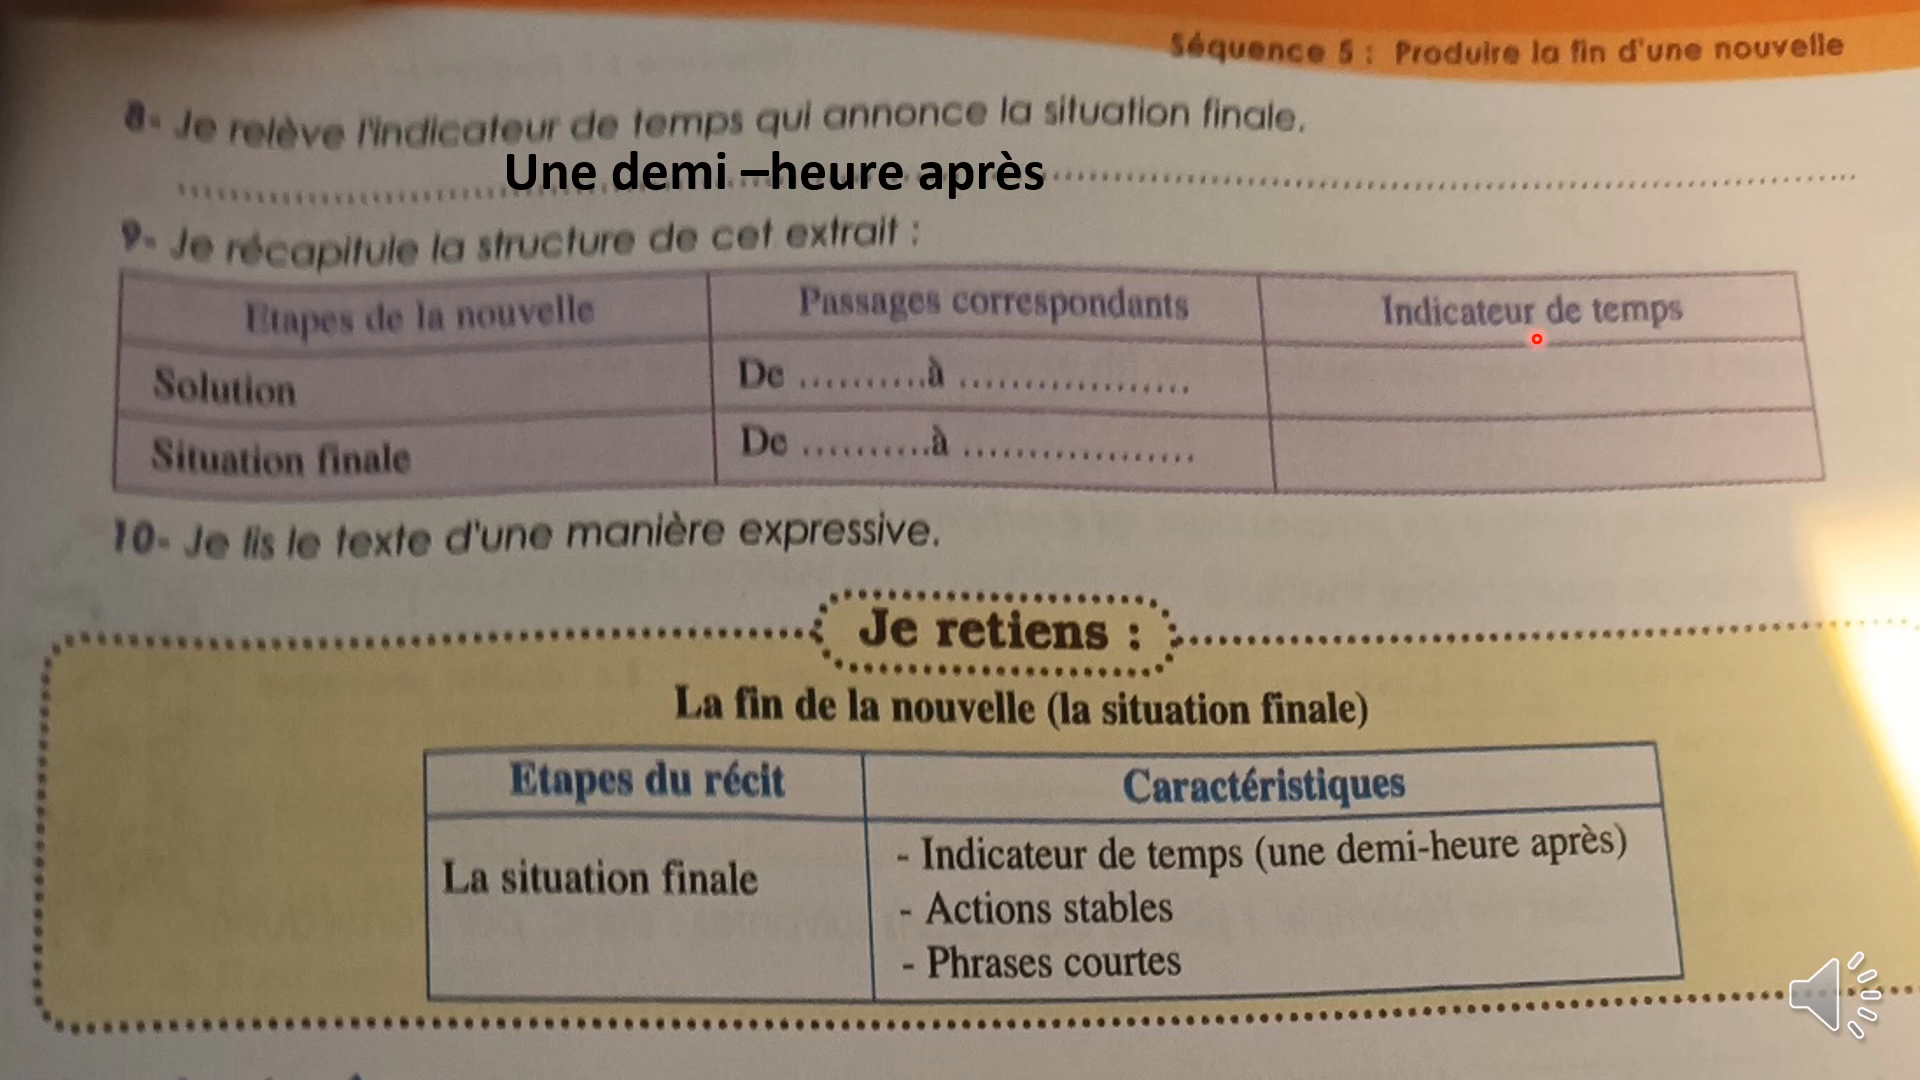 Séquence 5 : Produire la fin d'une nouvelle
8- Je relève l'indicateur de temps qui annonce la situation finale.
Une demi –heure après
9- Je récapitule la structure de cet extrait :
Etapes de la nouvelle Passages correspondants Indicateur de temps
Solution De ..........à ..................
Situation finale De ..........à ..................
10- Je lis le texte d'une manière expressive.
Je retiens :
La fin de la nouvelle (la situation finale)
Etapes du récit Caractéristiques
La situation finale
- Indicateur de temps (une demi-heure après)
- Actions stables
- Phrases courtes